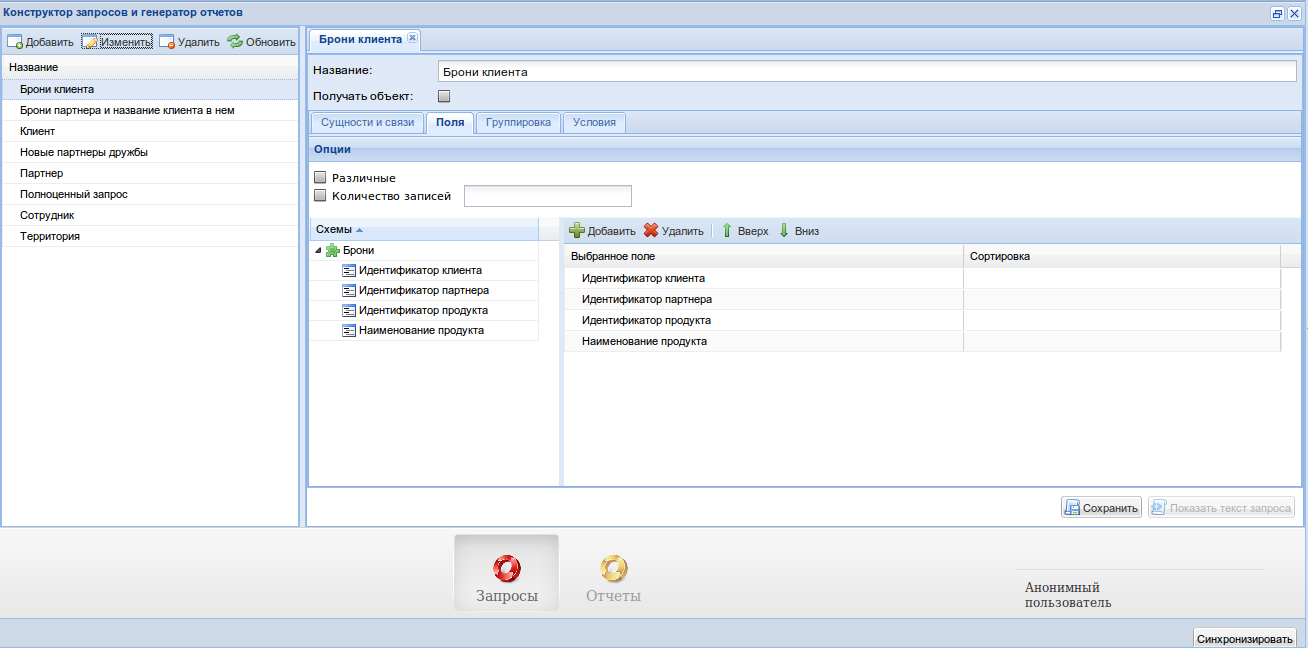 Конструктор запросов и генератор отчетов
Добавить Изменить Удалить Обновить
Название
Брони клиента
Брони партнера и название клиента в нем
Клиент
Новые партнеры дружбы
Партнер
Полноценный запрос
Сотрудник
Территория
Брони клиента
Название: Брони клиента
Получать объект:
Сущности и связи Поля Группировка Условия
Опции
Различные
Количество записей
Схемы
Брони
Идентификатор клиента
Идентификатор партнера
Идентификатор продукта
Наименование продукта
Добавить Удалить Вверх Вниз
Выбранное поле Сортировка
Идентификатор клиента
Идентификатор партнера
Идентификатор продукта
Наименование продукта
Сохранить Показать текст запроса
Запросы Отчеты
Анонимный
пользователь
Синхронизировать